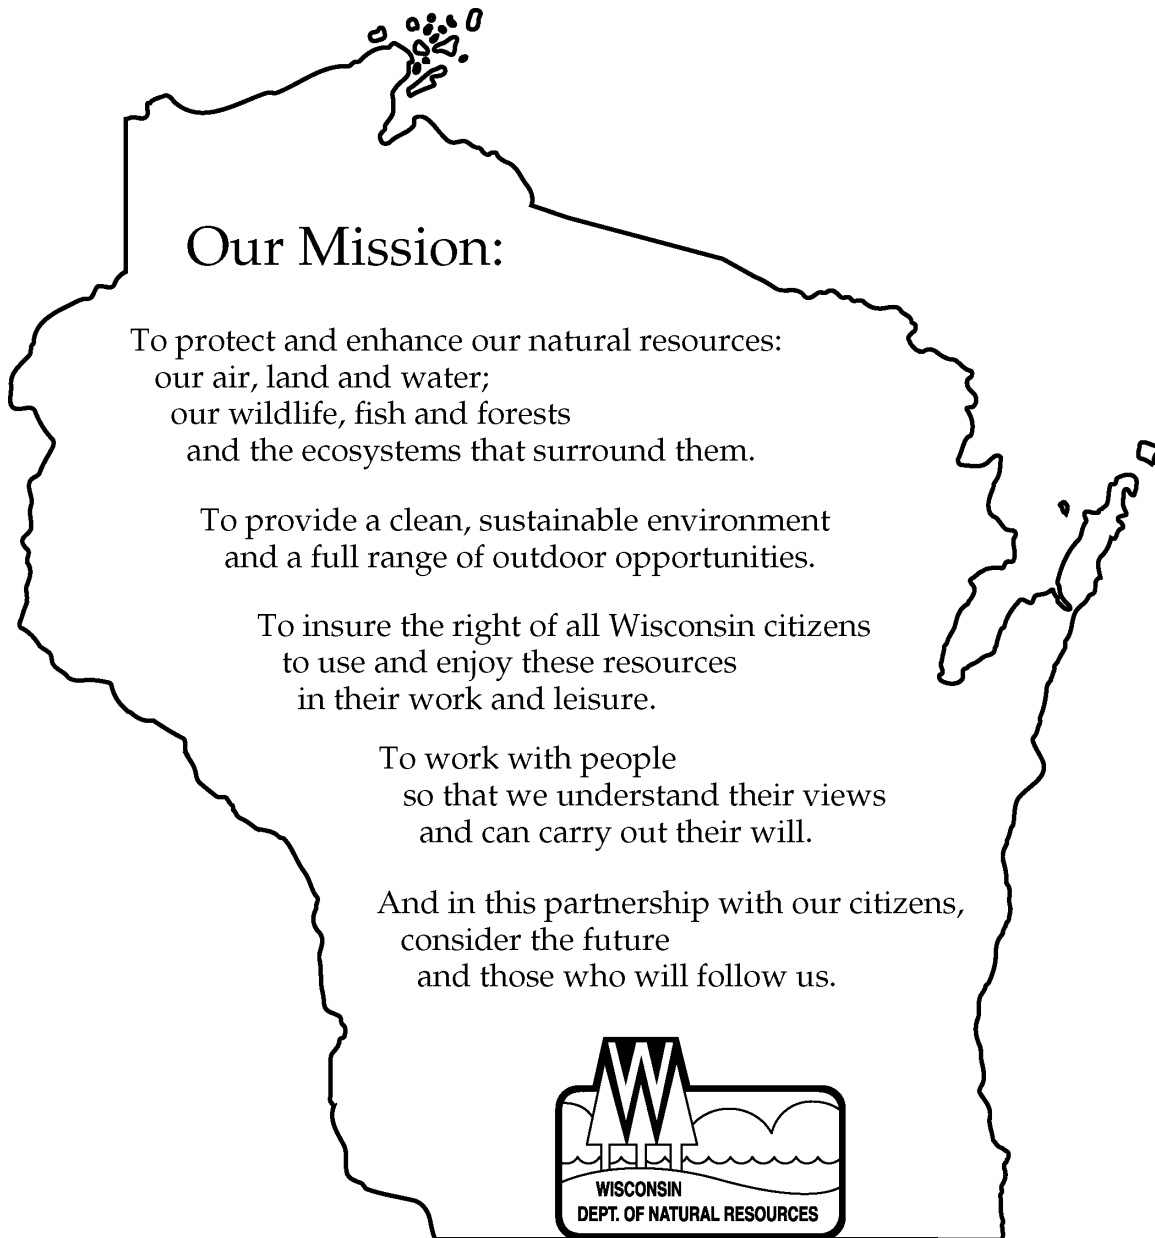 Our Mission:
To protect and enhance our natural resources:
our air, land and water;
our wildlife, fish and forests
and the ecosystems that surround them.
To provide a clean, sustainable environment
and a full range of outdoor opportunities.
To insure the right of all Wisconsin citizens
to use and enjoy these resources
in their work and leisure.
To work with people
so that we understand their views
and can carry out their will.
And in this partnership with our citizens,
consider the future
and those who will follow us.
W
WISCONSIN
DEPT. OF NATURAL RESOURCES